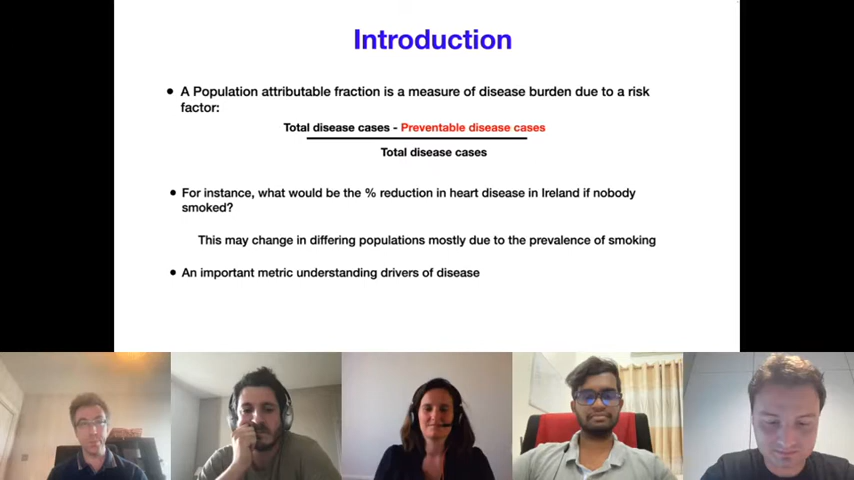 Introduction
• A Population attributable fraction is a measure of disease burden due to a risk
factor:
Total disease cases - Preventable disease cases
Total disease cases
• For instance, what would be the % reduction in heart disease in Ireland if nobody
smoked?
This may change in differing populations mostly due to the prevalence of smoking
• An important metric understanding drivers of disease